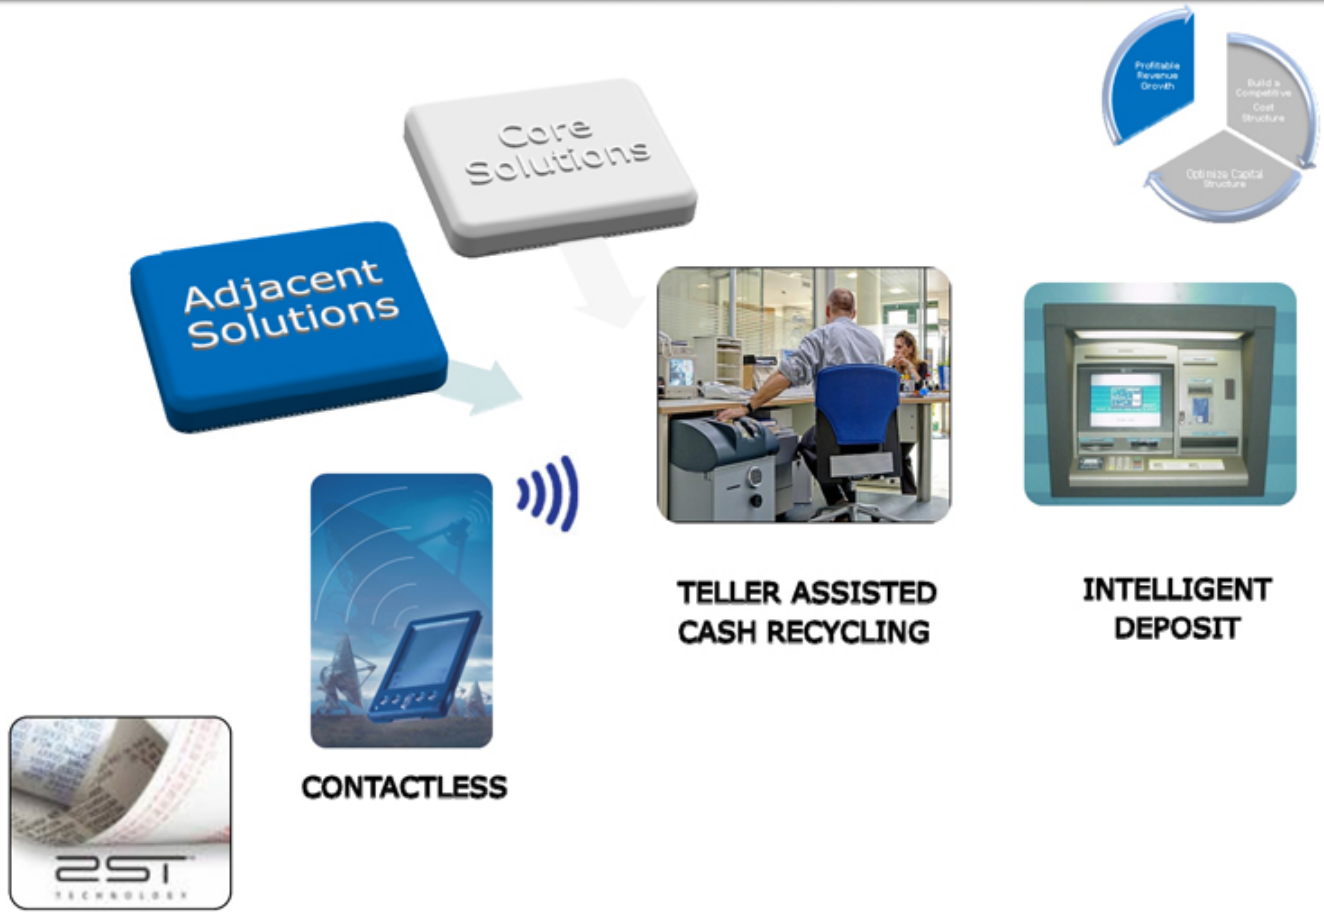 Profitable
Revenue
Growth
Build a
Competitive
Cost
Structure
Optimize Capital
Structure
Core
Solutions
Adjacent
Solutions
TELLER ASSISTED
CASH RECYCLING
INTELLIGENT
DEPOSIT
CONTACTLESS
2ST
TECHNOLOGY